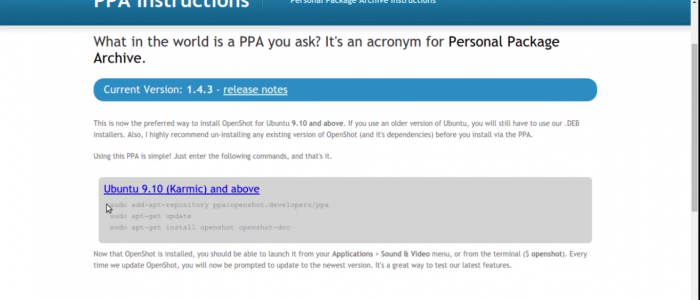 PPA Instructions
Personal Package Archive Instructions
What in the world is a PPA you ask? It's an acronym for Personal Package
Archive.
Current Version: 1.4.3 - release notes
This is now the preferred way to install OpenShot for Ubuntu 9.10 and above. If you use an older version of Ubuntu, you will still have to use our .DEB
installers. Also, I highly recommend un-installing any existing version of OpenShot (and it's dependencies) before you install via the PPA.
Using this PPA is simple! Just enter the following commands, and that's it.
Ubuntu 9.10 (Karmic) and above
sudo add-apt-repository ppa:openshot.developers/ppa
sudo apt-get update
sudo apt-get install openshot openshot-doc
Now that OpenShot is installed, you should be able to launch it from your Applications > Sound & Video menu, or from the terminal ($ openshot). Every
time we update OpenShot, you will now be prompted to update to the newest version. It's a great way to test our latest features.